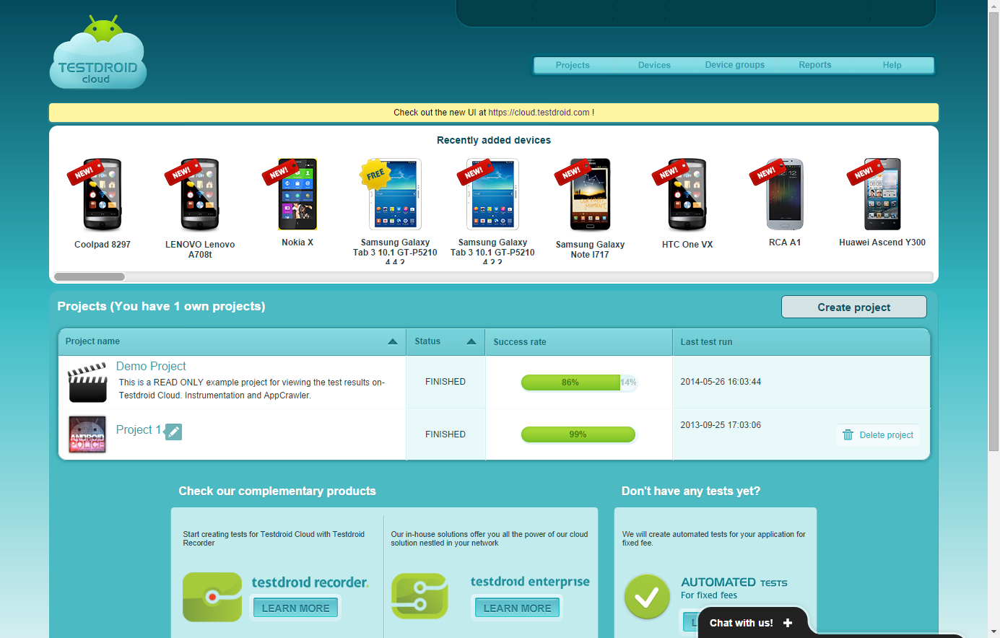 TESTDROID
cloud
Projects Devices Device groups Reports Help
Check out the new UI at https://cloud.testdroid.com !
Recently added devices
NEW! NEW! NEW! FREE NEW! NEW! NEW! NEW! NEW!
Coolpad 8297
LENOVO Lenovo
A708t
Nokia X
Samsung Galaxy
Tab 3 10.1 GT-P5210
4.4.2
Samsung Galaxy
Tab 3 10.1 GT-P5210
4.2.2
Samsung Galaxy
Note I717
HTC One VX
RCA A1
Huawei Ascend Y300
Projects (You have 1 own projects)
Create project
Project name Status Success rate Last test run
Demo Project
This is a READ ONLY example project for viewing the test results on-
Testdroid Cloud. Instrumentation and AppCrawler.
FINISHED
86% 14%
2014-05-26 16:03:44
ANDROID
POLICE
Project 1
FINISHED
99%
2013-09-25 17:03:06
Delete project
Check our complementary products
Start creating tests for Testdroid Cloud with Testdroid
Recorder
testdroid recorder.
LEARN MORE
Our in-house solutions offer you all the power of our cloud
solution nestled in your network
testdroid enterprise
LEARN MORE
Don't have any tests yet?
We will create automated tests for your application for
fixed fee.
AUTOMATED TESTS
For fixed fees
L
Chat with us! +